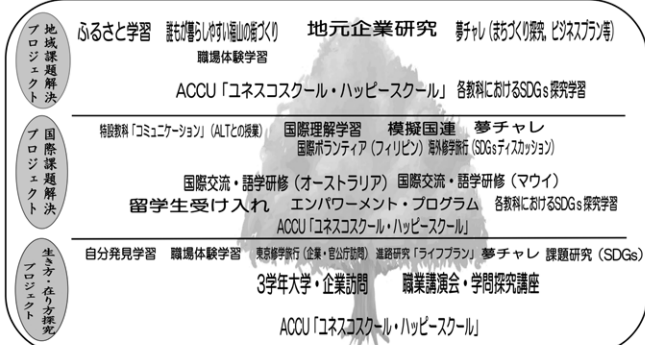 地域課題解決
プロジェクト
ふるさと学習 誰もが暮らしやすい福山の街づくり 地元企業研究 夢チャレ(まちづくり探究, ビジネスプラン等)
職場体験学習
ACCU「ユネスコスクール・ハッピースクール」 各教科におけるSDGs探究学習
国際課題解決
プロジェクト
特設教科「コミュニケーション」(ALTとの授業) 国際理解学習 模擬国連 夢チャレ
国際ボランティア(フィリピン) 海外修学旅行(SDGsディスカッション)
国際交流・語学研修(オーストラリア) 国際交流・語学研修(マウイ)
留学生受け入れ エンパワーメント・プログラム 各教科におけるSDGs探究学習
ACCU「ユネスコスクール・ハッピースクール」
生き方・在り方探究
プロジェクト
自分発見学習 職場体験学習 東京修学旅行(企業・官公庁訪問) 進路研究「ライフプラン」 夢チャレ 課題研究(SDGs)
3学年大学・企業訪問 職業講演会・学問探究講座
ACCU「ユネスコスクール・ハッピースクール」